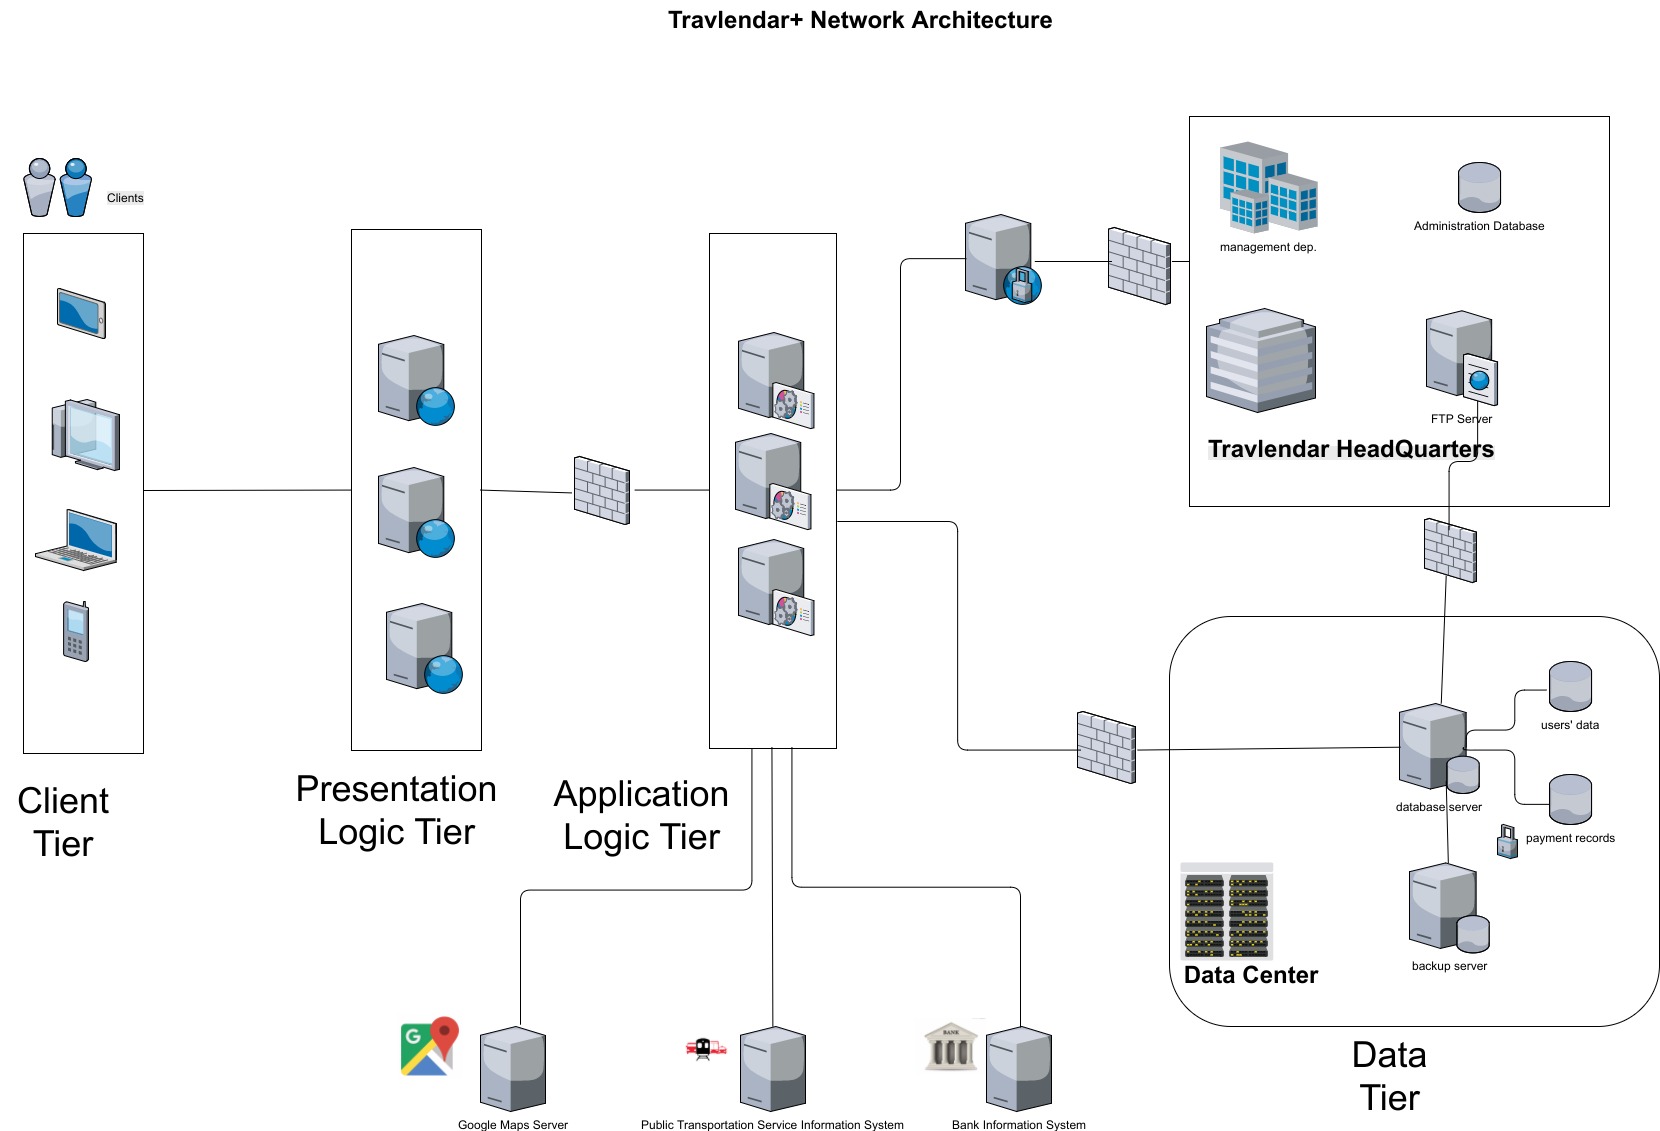 Travlendar+ Network Architecture
Clients
management dep.
Administration Database
FTP Server
Travlendar HeadQuarters
users' data
database server
payment records
Client
Tier
Presentation
Logic Tier
Application
Logic Tier
backup server
Data Center
G
BANK
Data
Tier
Google Maps Server
Public Transportation Service Information System
Bank Information System